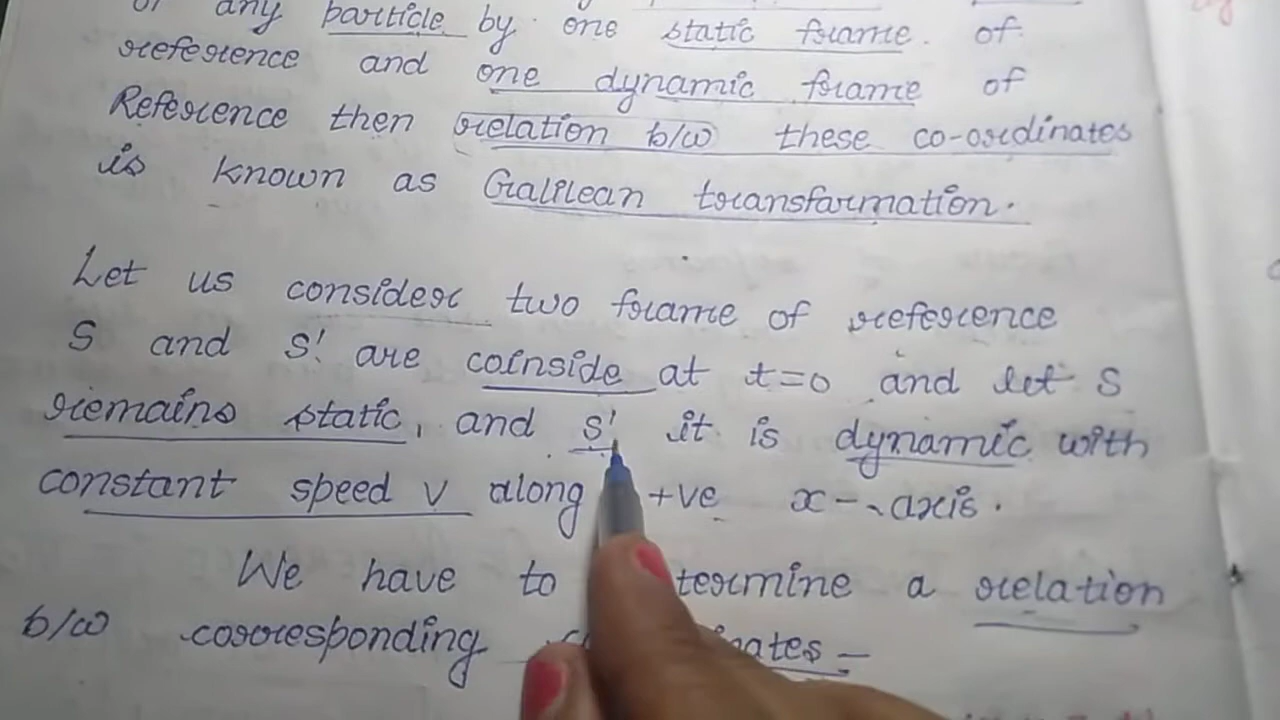 any particle by one static frame. of
reference and one dynamic frame of
Reference then relation b/w these co-ordinates
is known as Galilean transfarmation.
Let us consider two frame of reference
S and S' are coinside at t=0 and let S
remains static, and S' it is dynamic with
constant speed v along +ve x-axis.
We have to termine a relation
b/w corresponding nates -